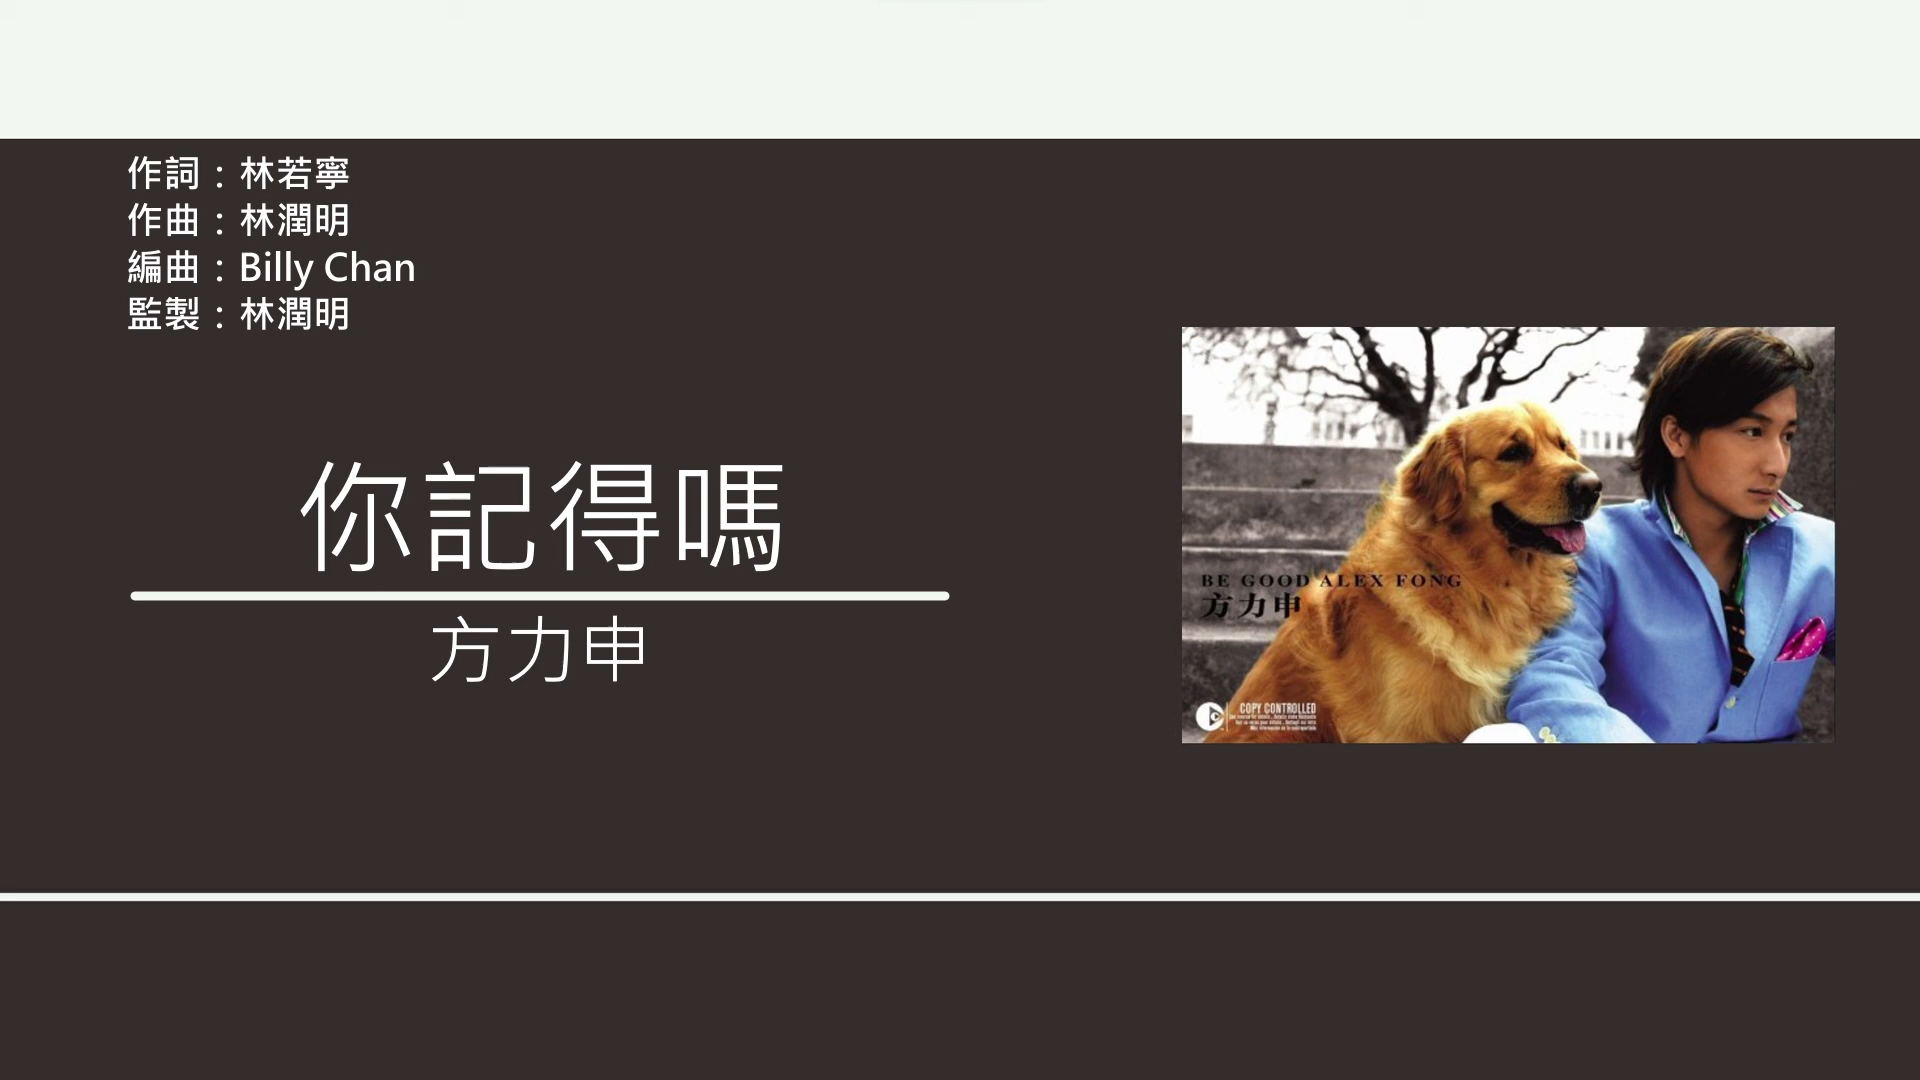 作詞：林若寧
作曲：林潤明
編曲：Billy Chan
監製：林潤明
你記得嗎
方力申
BE GOOD ALEX FONG
方力申
COPY CONTROLLED